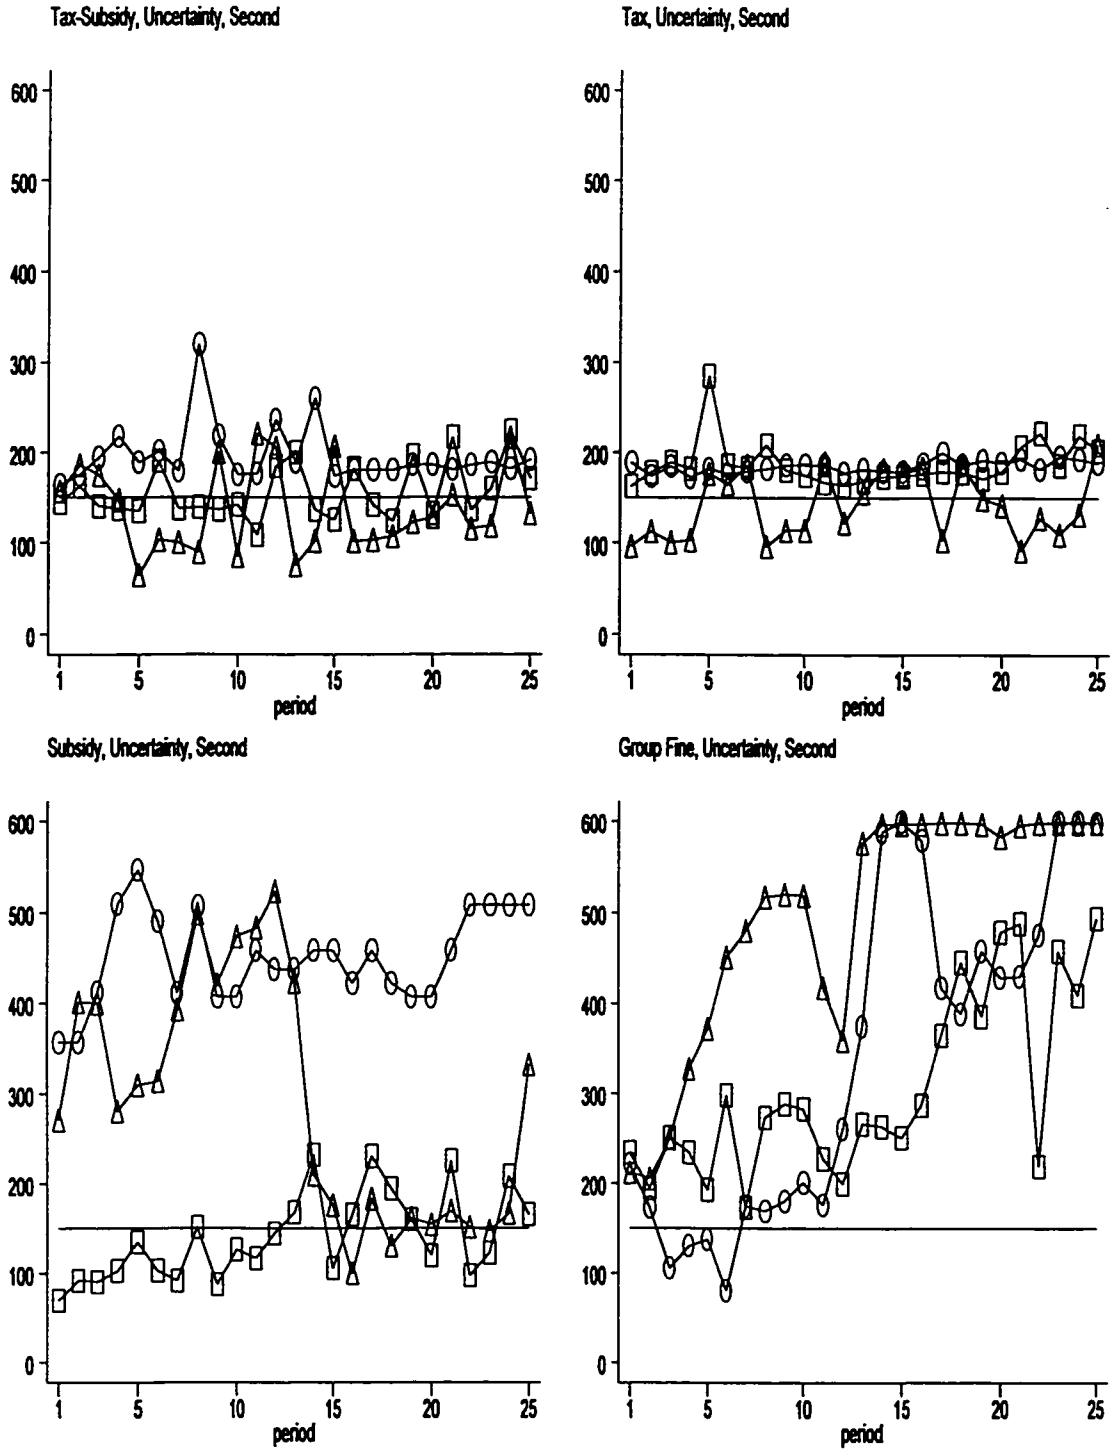 Tax-Subsidy, Uncertainty, Second
600
500
400
300
200
100
0
1 5 10 15 20 25
period
Tax, Uncertainty, Second
600
500
400
300
200
100
0
1 5 10 15 20 25
period
Subsidy, Uncertainty, Second
600
500
400
300
200
100
0
1 5 10 15 20 25
period
Group Fine, Uncertainty, Second
600
500
400
300
200
100
0
1 5 10 15 20 25
period